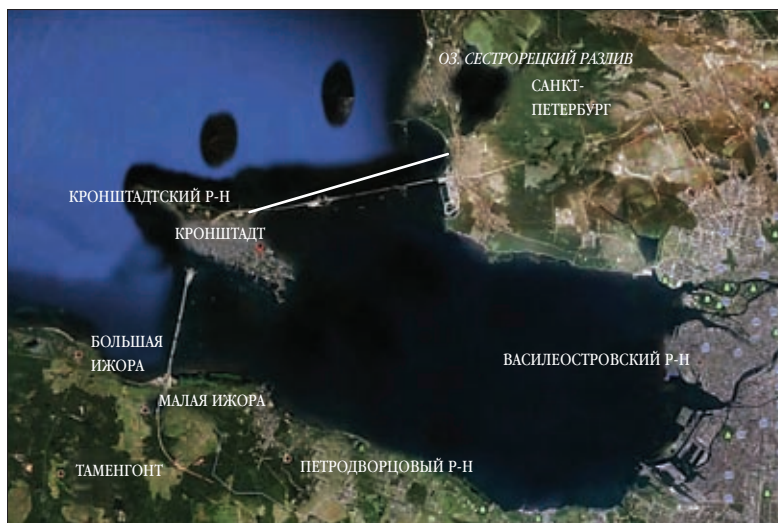 ОЗ. СЕСТРОРЕЦКИЙ РАЗЛИВ
САНКТ-
ПЕТЕРБУРГ
КРОНШТАДТСКИЙ Р-Н
КРОНШТАДТ
БОЛЬШАЯ
ИЖОРА
ВАСИЛЕОСТРОВСКИЙ Р-Н
МАЛАЯ ИЖОРА
ТАМЕНГОНТ
ПЕТРОДВОРЦОВЫЙ Р-Н